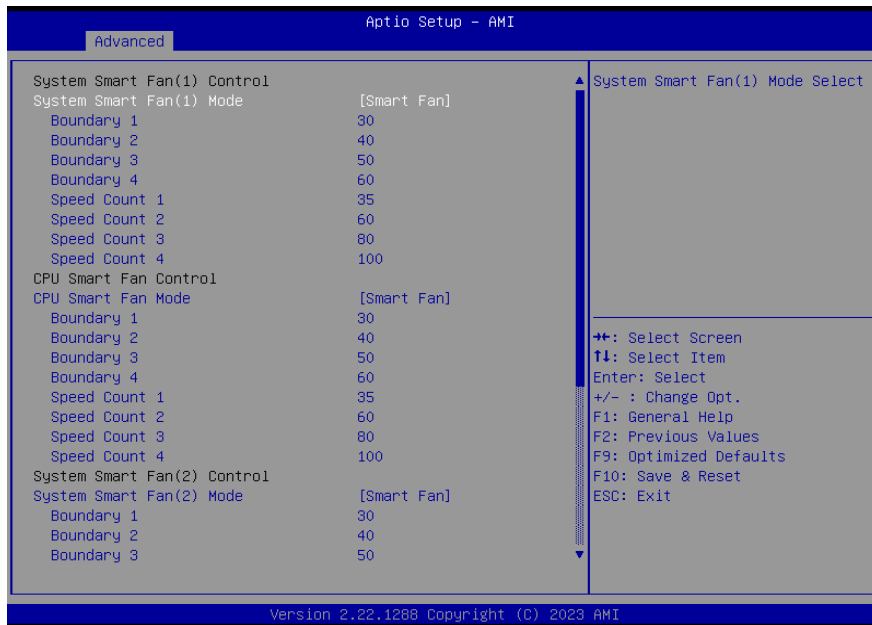 Aptio Setup - AMI
Advanced
System Smart Fan(1) Control
System Smart Fan(1) Mode [Smart Fan]
Boundary 1 30
Boundary 2 40
Boundary 3 50
Boundary 4 60
Speed Count 1 35
Speed Count 2 60
Speed Count 3 80
Speed Count 4 100
CPU Smart Fan Control
CPU Smart Fan Mode [Smart Fan]
Boundary 1 30
Boundary 2 40
Boundary 3 50
Boundary 4 60
Speed Count 1 35
Speed Count 2 60
Speed Count 3 80
Speed Count 4 100
System Smart Fan(2) Control
System Smart Fan(2) Mode [Smart Fan]
Boundary 1 30
Boundary 2 40
Boundary 3 50
System Smart Fan(1) Mode Select
→←: Select Screen
↑↓: Select Item
Enter: Select
+/- : Change Opt.
F1: General Help
F2: Previous Values
F9: Optimized Defaults
F10: Save & Reset
ESC: Exit
Version 2.22.1288 Copyright (C) 2023 AMI